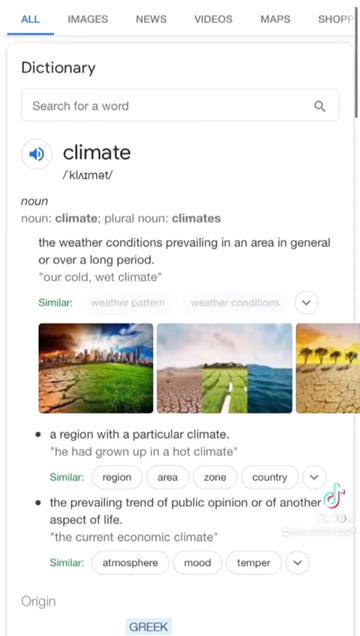 ALL IMAGES NEWS VIDEOS MAPS SHOPP
Dictionary
Search for a word
climate
/ˈklʌɪmət/
noun
noun: climate; plural noun: climates
the weather conditions prevailing in an area in general
or over a long period.
"our cold, wet climate"
Similar: weather pattern weather conditions
a region with a particular climate.
"he had grown up in a hot climate"
Similar: region area zone country
the prevailing trend of public opinion or of another
aspect of life.
"the current economic climate"
Similar: atmosphere mood temper
TikTok
Origin
GREEK